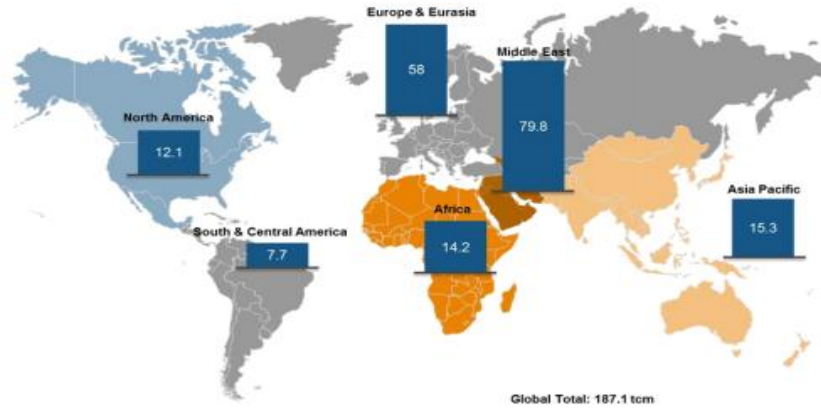 Europe & Eurasia
58
Middle East
79.8
North America
12.1
Asia Pacific
15.3
Africa
14.2
South & Central America
7.7
Global Total: 187.1 tcm